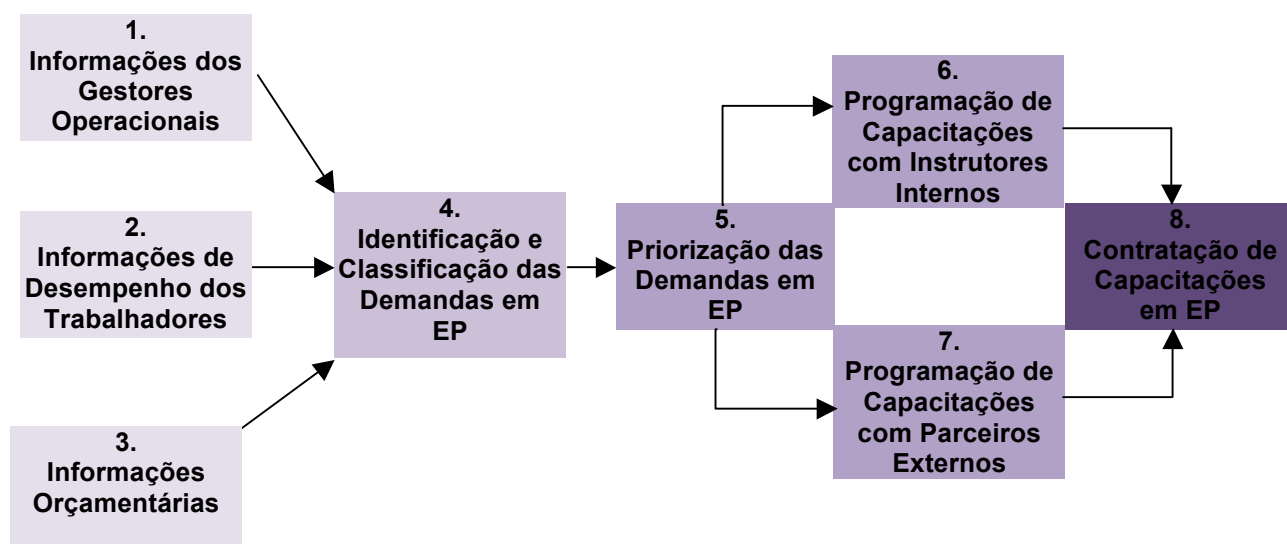 1.
Informações dos
Gestores
Operacionais
2.
Informações de
Desempenho dos
Trabalhadores
3.
Informações
Orçamentárias
4.
Identificação e
Classificação das
Demandas em
EP
5.
Priorização das
Demandas em
EP
6.
Programação de
Capacitações
com Instrutores
Internos
7.
Programação de
Capacitações
com Parceiros
Externos
8.
Contratação de
Capacitações
em EP